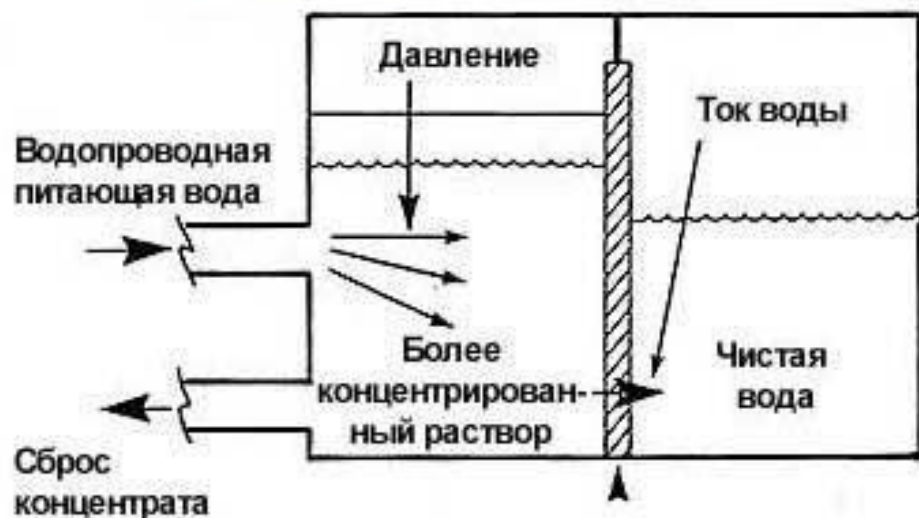 Давление
Ток воды
Водопроводная
питающая вода
Более
концентрирован-
ный раствор
Чистая
вода
Сброс
концентрата